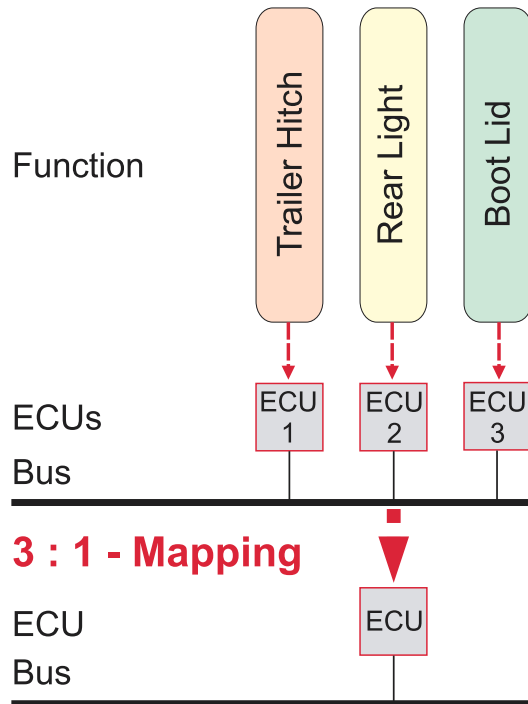 Function
Trailer Hitch
Rear Light
Boot Lid
ECUs
ECU
1
ECU
2
ECU
3
Bus
3 : 1 - Mapping
ECU
ECU
Bus